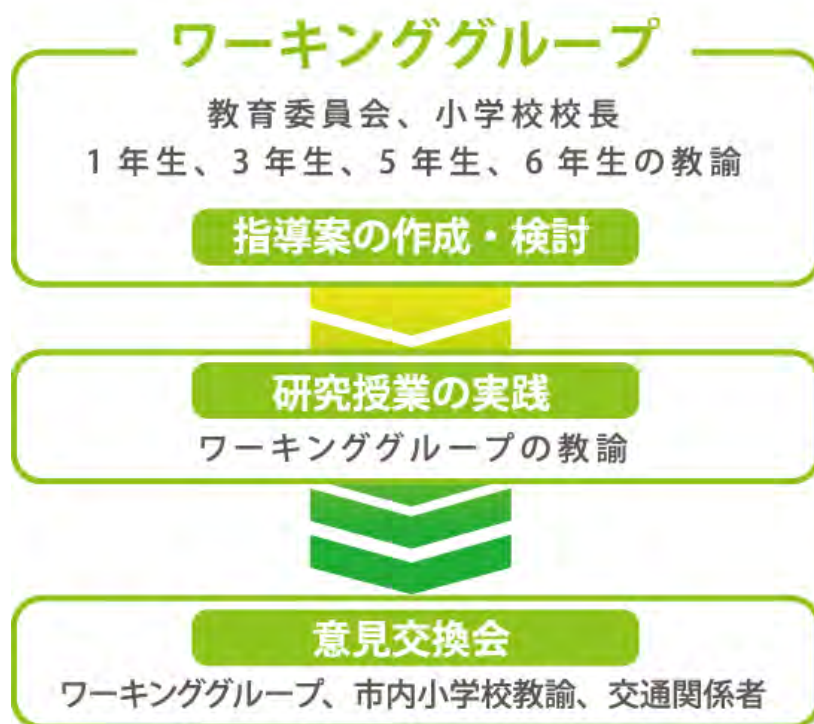 ワーキンググループ
教育委員会、小学校校長
1 年生、3 年生、5 年生、6 年生の教諭
指導案の作成・検討
研究授業の実践
ワーキンググループの教諭
意見交換会
ワーキンググループ、市内小学校教諭、交通関係者